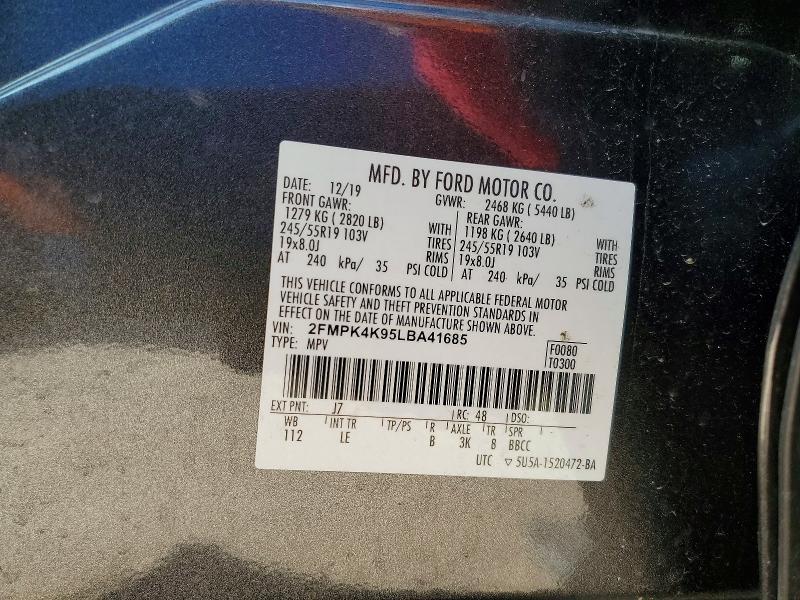 MFD. BY FORD MOTOR CO.
DATE: 12/19 GVWR: 2468 KG ( 5440 LB)
FRONT GAWR: REAR GAWR:
1279 KG ( 2820 LB) WITH 1198 KG ( 2640 LB) WITH
245/55R19 103V TIRES 245/55R19 103V TIRES
19x8.0J RIMS 19x8.0J RIMS
AT 240 kPa/ 35 PSI COLD AT 240 kPa/ 35 PSI COLD
THIS VEHICLE CONFORMS TO ALL APPLICABLE FEDERAL MOTOR
VEHICLE SAFETY AND THEFT PREVENTION STANDARDS IN
EFFECT ON THE DATE OF MANUFACTURE SHOWN ABOVE.
VIN: 2FMPK4K95LBA41685
TYPE: MPV F0080
T0300
EXT PNT: J7 RC: 48 DSO:
WB INT TR TP/PS R AXLE TR SPR
112 LE B 3K 8 BBCC
UTC ▽ 5U5A-1520472-BA